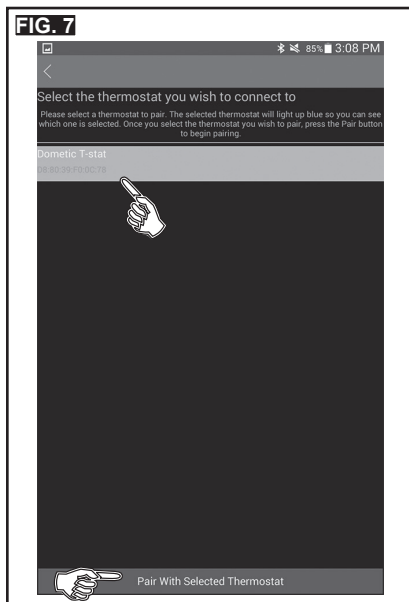 FIG. 7
85% 3:08 PM
Select the thermostat you wish to connect to
Please select a thermostat to pair. The selected thermostat will light up blue so you can see
which one is selected. Once you select the thermostat you wish to pair, press the Pair button
to begin pairing.
Dometic T-stat
Pair With Selected Thermostat